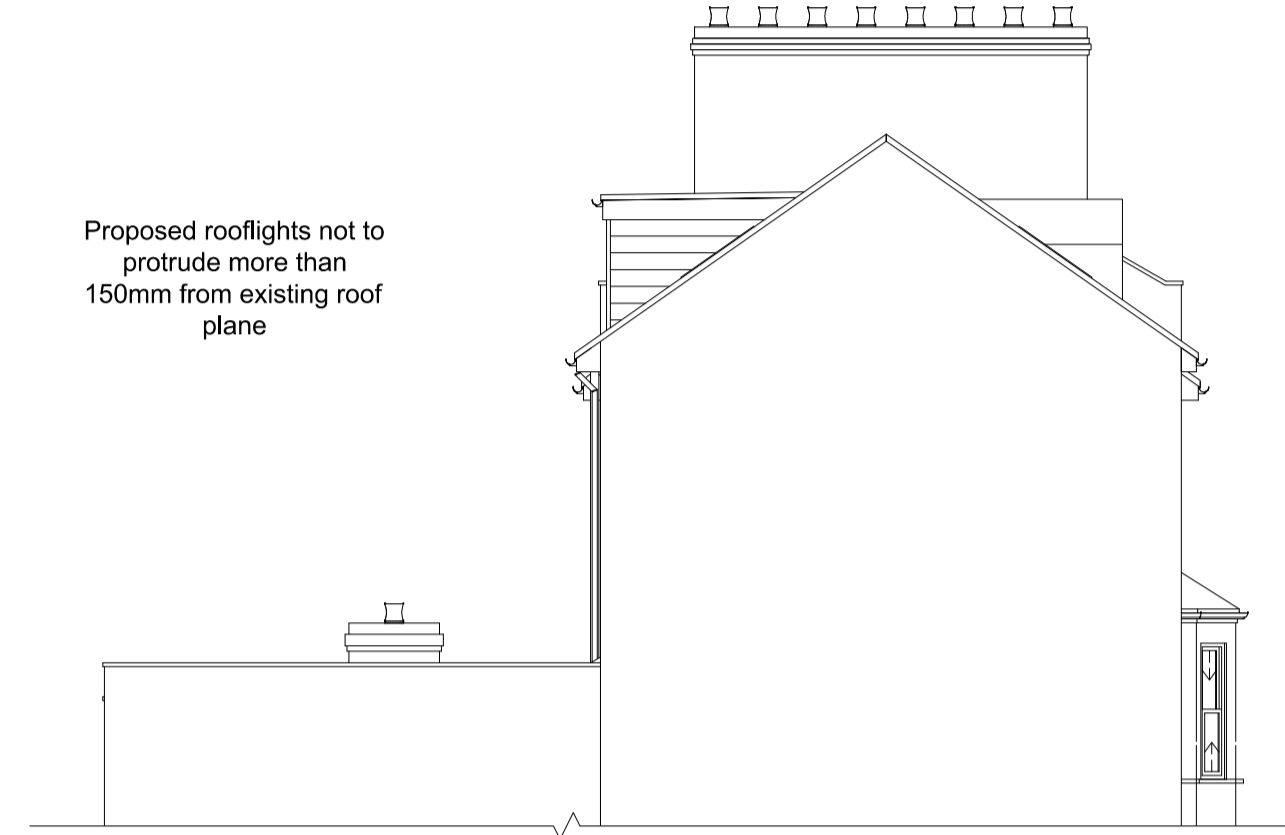 Proposed rooflights not to
protrude more than
150mm from existing roof
plane